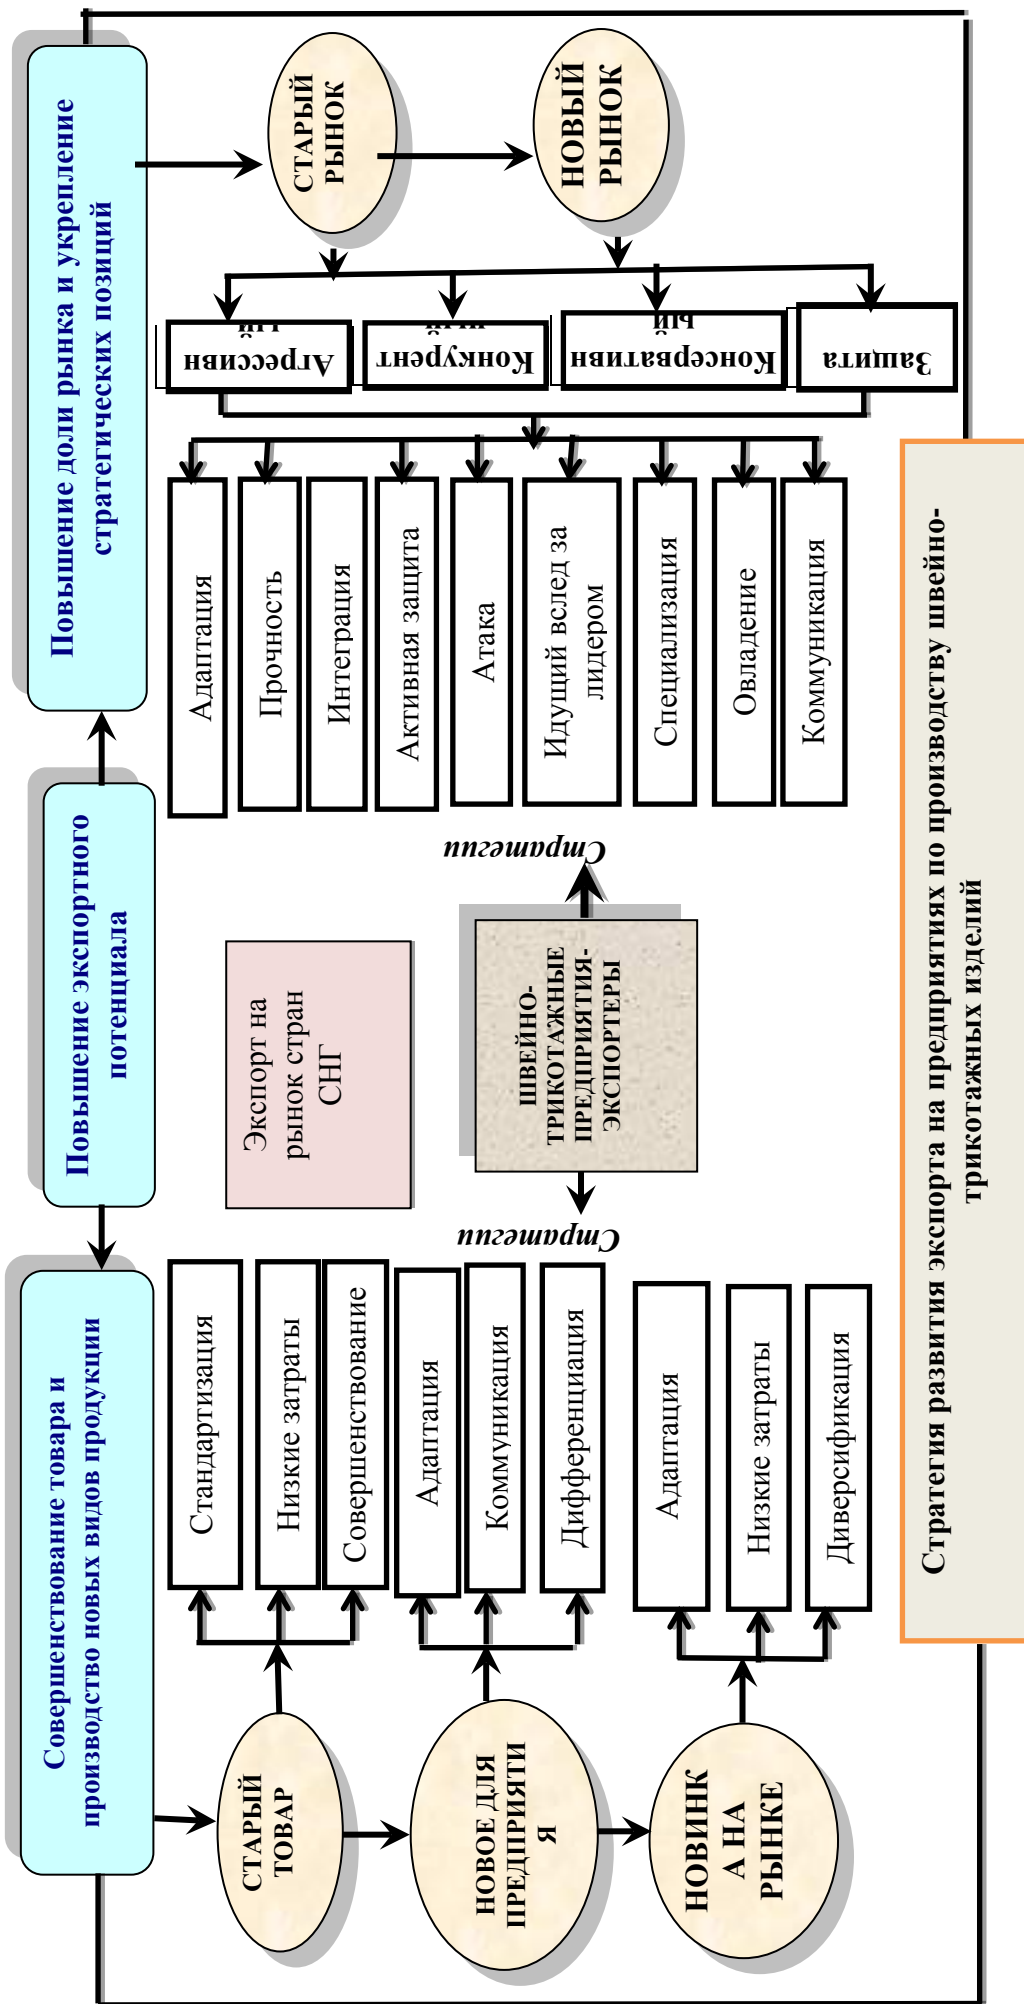 Совершенствование товара и
производство новых видов продукции
Повышение экспортного
потенциала
Повышение доли рынка и укрепление
стратегических позиций
СТАРЫЙ
ТОВАР
НОВОЕ ДЛЯ
ПРЕДПРИЯТИ
Я
НОВИНК
А НА
РЫНКЕ
Стандартизация
Низкие затраты
Совершенствование
Адаптация
Коммуникация
Дифференциация
Адаптация
Низкие затраты
Диверсификация
Стратегии
Экспорт на
рынок стран
СНГ
ШВЕЙНО-
ТРИКОТАЖНЫЕ
ПРЕДПРИЯТИЯ-
ЭКСПОРТЕРЫ
Стратегии
Адаптация
Прочность
Интеграция
Активная защита
Атака
Идущий вслед за
лидером
Специализация
Овладение
Коммуникация
Агрессивн
ый
Конкурент
ный
Консервативн
ый
Защита
СТАРЫЙ
РЫНОК
НОВЫЙ
РЫНОК
Стратегия развития экспорта на предприятиях по производству швейно-
трикотажных изделий